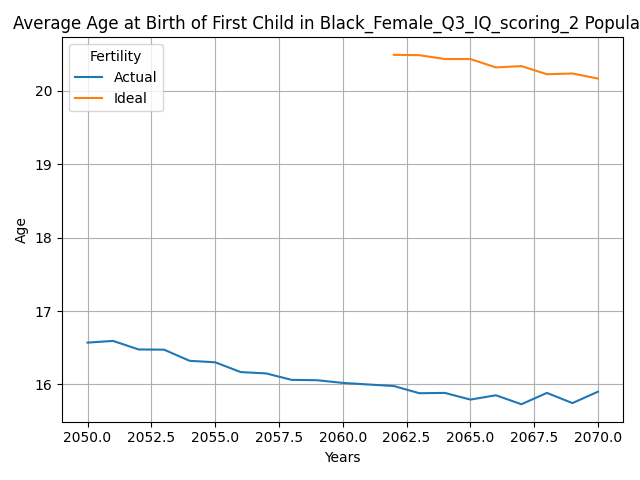 Average Age at Birth of First Child in Black_Female_Q3_IQ_scoring_2 Popula
Fertility
Actual
Ideal
20
19
18
17
16
Age
2050.0 2052.5 2055.0 2057.5 2060.0 2062.5 2065.0 2067.5 2070.0
Years